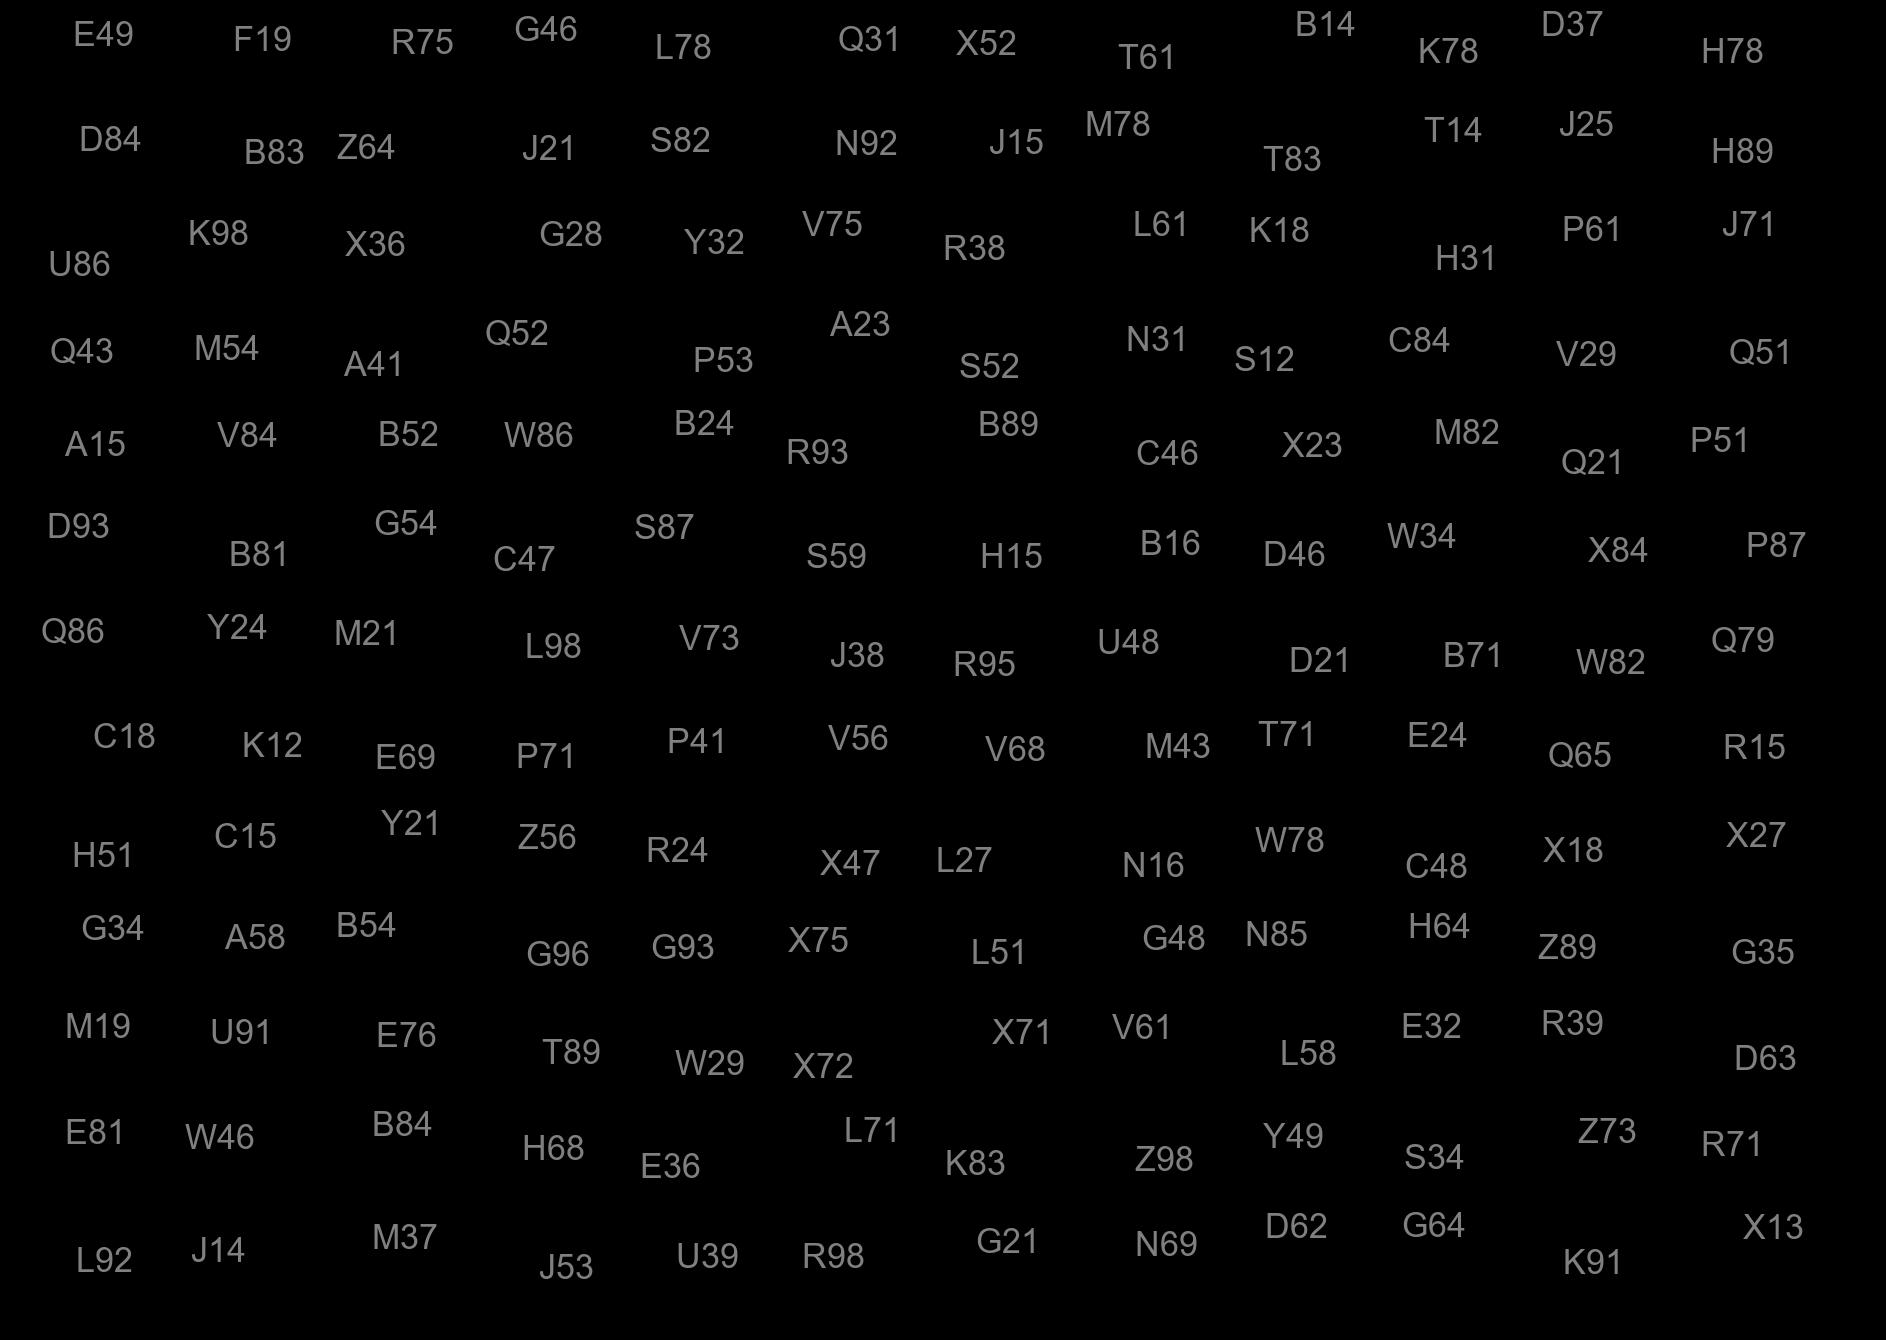 E49 F19 R75 G46 L78 Q31 X52 T61 B14 K78 D37 H78
D84 B83 Z64 J21 S82 N92 J15 M78 T83 T14 J25 H89
U86 K98 X36 G28 Y32 V75 R38 L61 K18 H31 P61 J71
Q43 M54 A41 Q52 P53 A23 S52 N31 S12 C84 V29 Q51
A15 V84 B52 W86 B24 R93 B89 C46 X23 M82 Q21 P51
D93 B81 G54 C47 S87 S59 H15 B16 D46 W34 X84 P87
Q86 Y24 M21 L98 V73 J38 R95 U48 D21 B71 W82 Q79
C18 K12 E69 P71 P41 V56 V68 M43 T71 E24 Q65 R15
H51 C15 Y21 Z56 R24 X47 L27 N16 W78 C48 X18 X27
G34 A58 B54 G96 G93 X75 L51 G48 N85 H64 Z89 G35
M19 U91 E76 T89 W29 X72 X71 V61 L58 E32 R39 D63
E81 W46 B84 H68 E36 L71 K83 Z98 Y49 S34 Z73 R71
L92 J14 M37 J53 U39 R98 G21 N69 D62 G64 K91 X13